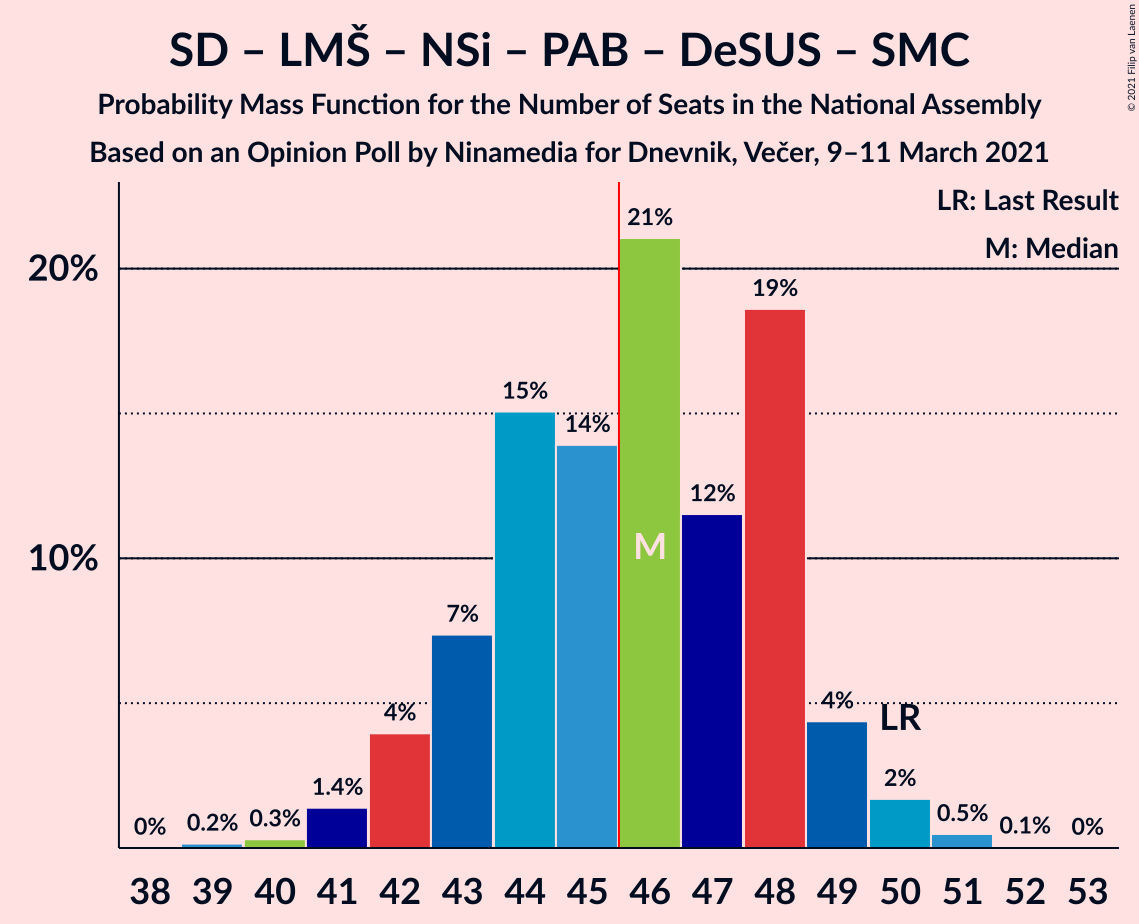 SD – LMŠ – NSi – PAB – DeSUS – SMC
Probability Mass Function for the Number of Seats in the National Assembly
Based on an Opinion Poll by Ninamedia for Dnevnik, Večer, 9–11 March 2021
© 2021 Filip van Laenen
LR: Last Result
M: Median
20%
10%
0%
0.2%
0.3%
1.4%
4%
7%
15%
14%
21%
12%
19%
4%
2%
0.5%
0.1%
0%
M
LR
38 39 40 41 42 43 44 45 46 47 48 49 50 51 52 53